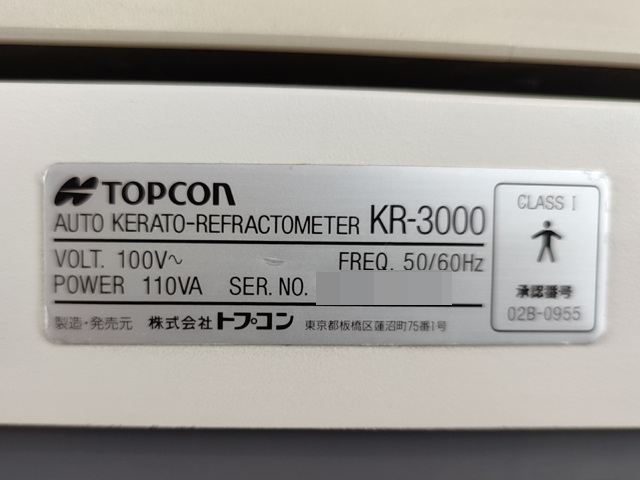 TOPCON
AUTO KERATO-REFRACTOMETER KR-3000
VOLT. 100V~ FREQ. 50/60Hz
POWER 110VA SER. NO.
製造・発売元 株式会社トプコン 東京都板橋区蓮沼町75番1号
CLASS I
承認番号
02B-0955